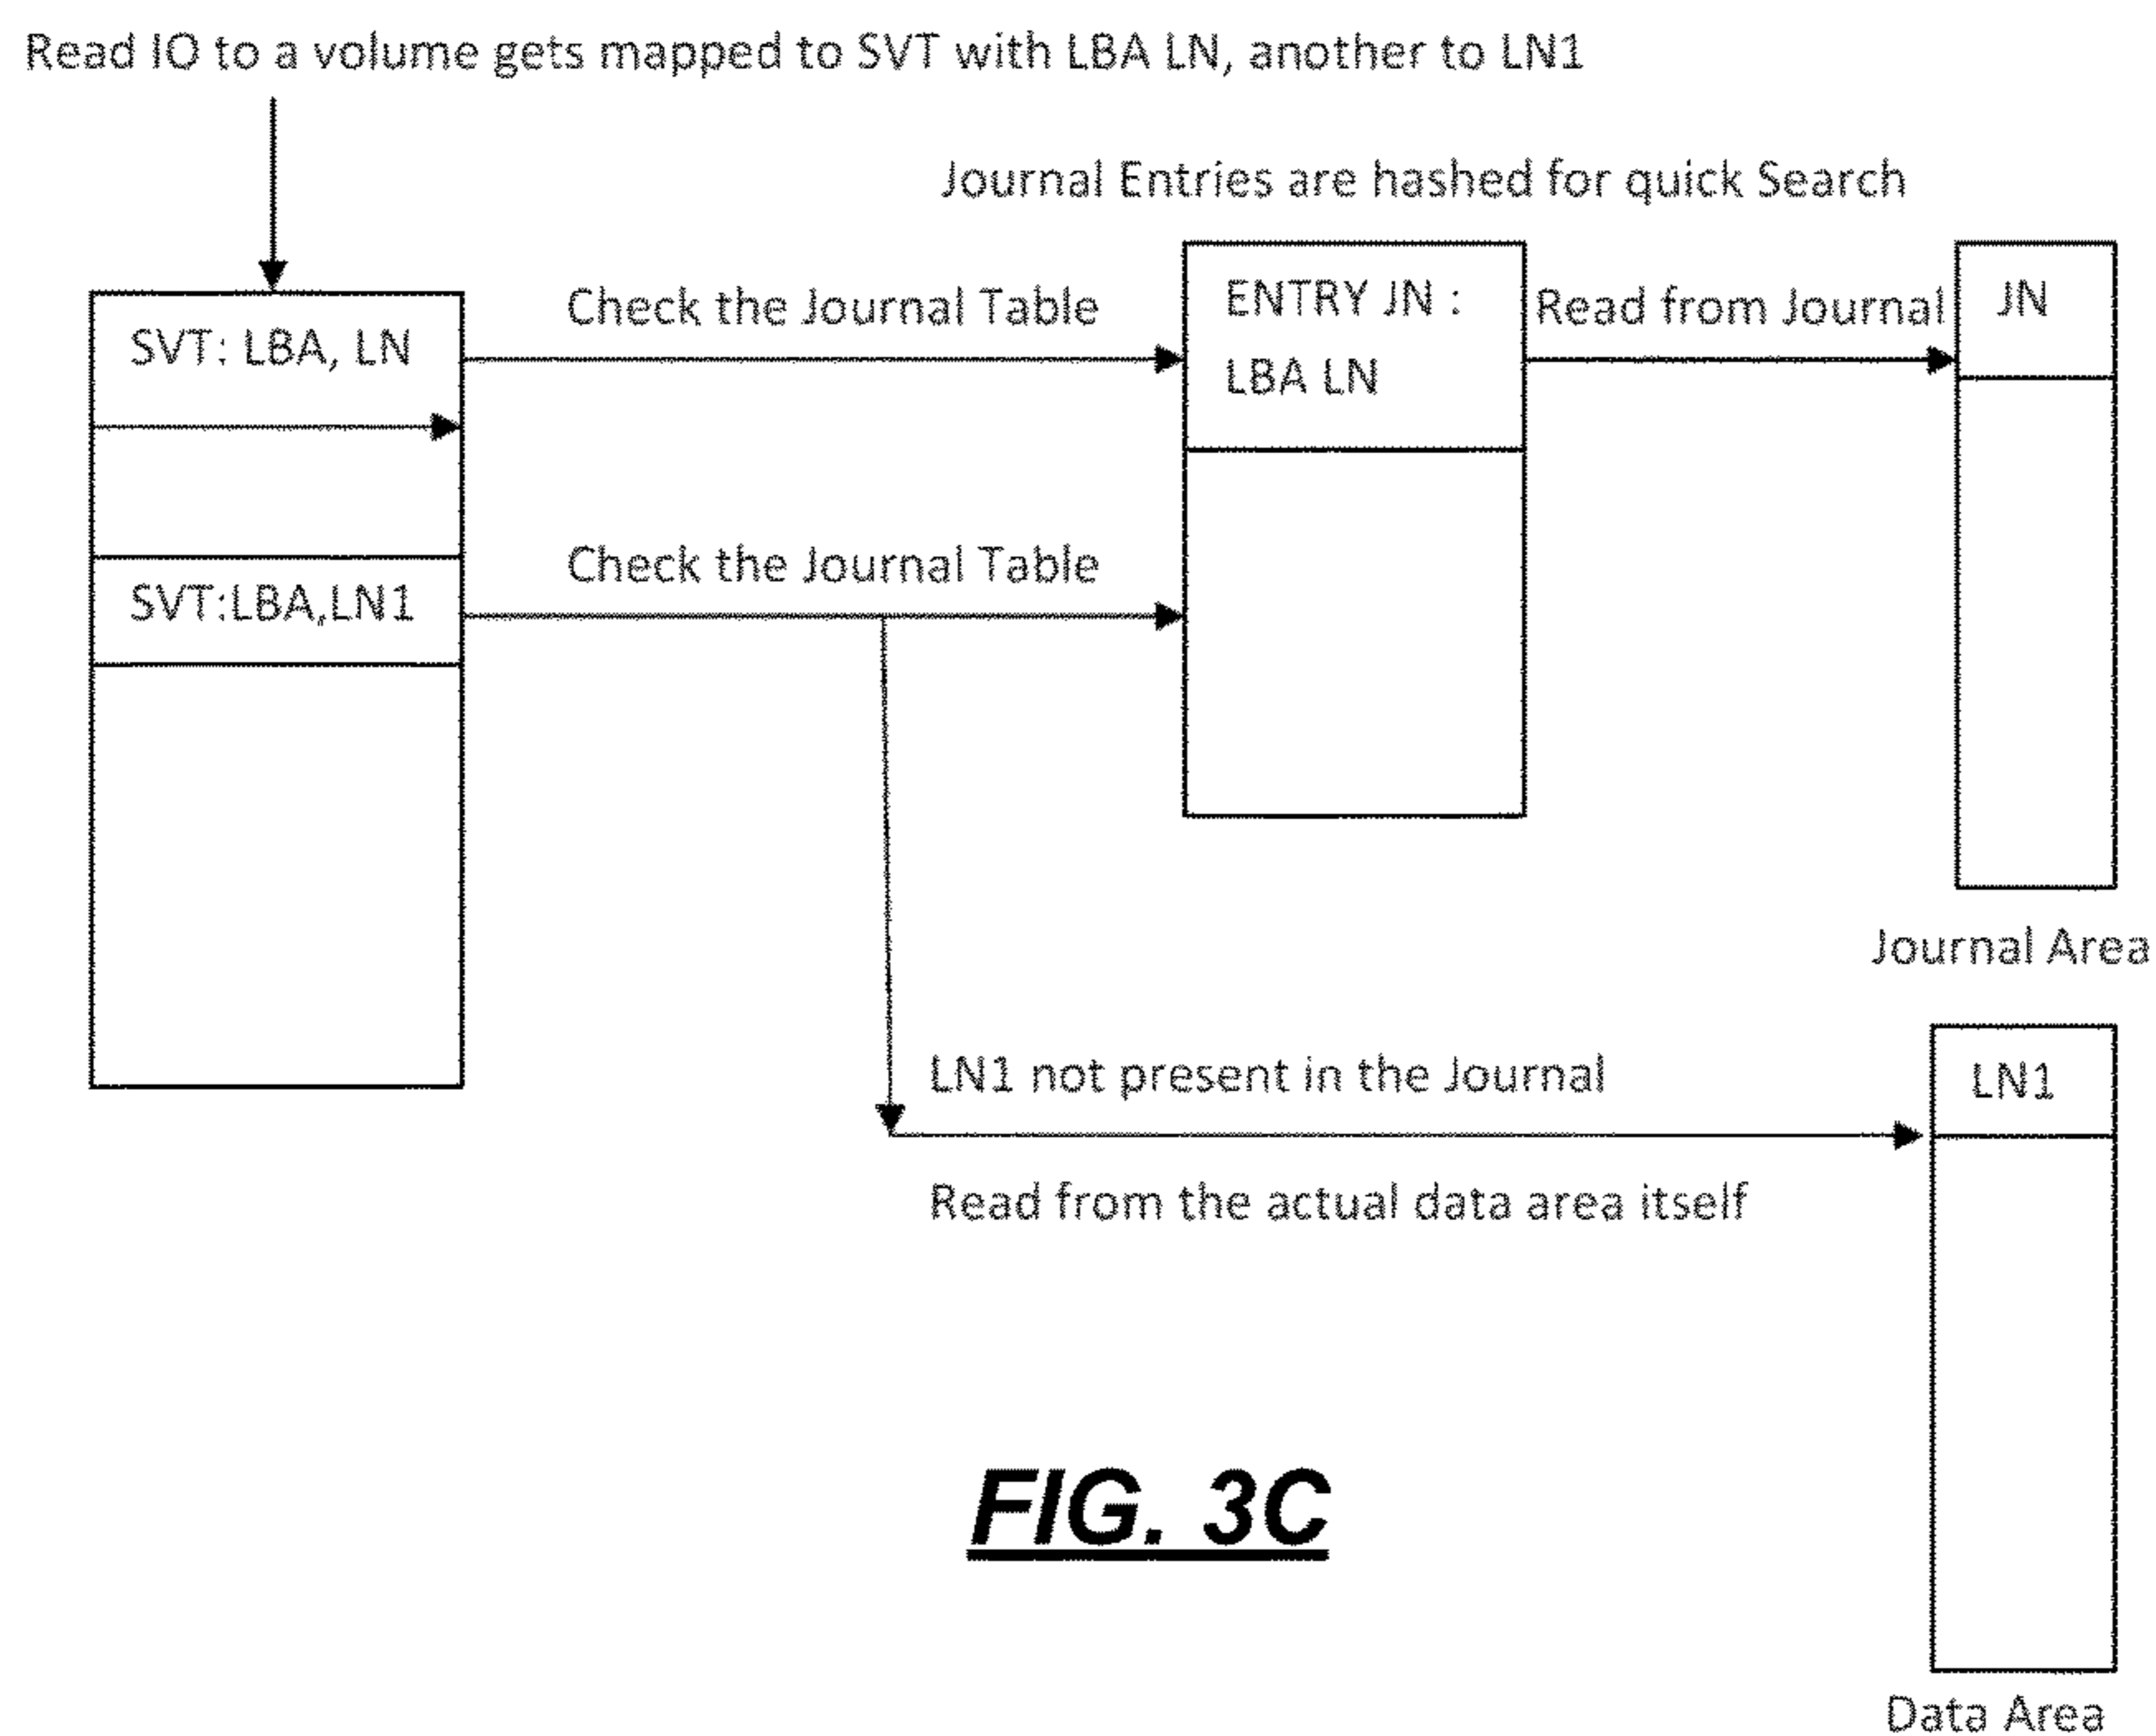 Read IO to a volume gets mapped to SVT with LBA LN, another to LN1
Journal Entries are hashed for quick Search
SVT: LBA, LN
Check the Journal Table
ENTRY JN :
LBA LN
Read from Journal
JN
SVT:LBA,LN1
Check the Journal Table
Journal Area
LN1 not present in the Journal
LN1
Read from the actual data area itself
FIG. 3C
Data Area